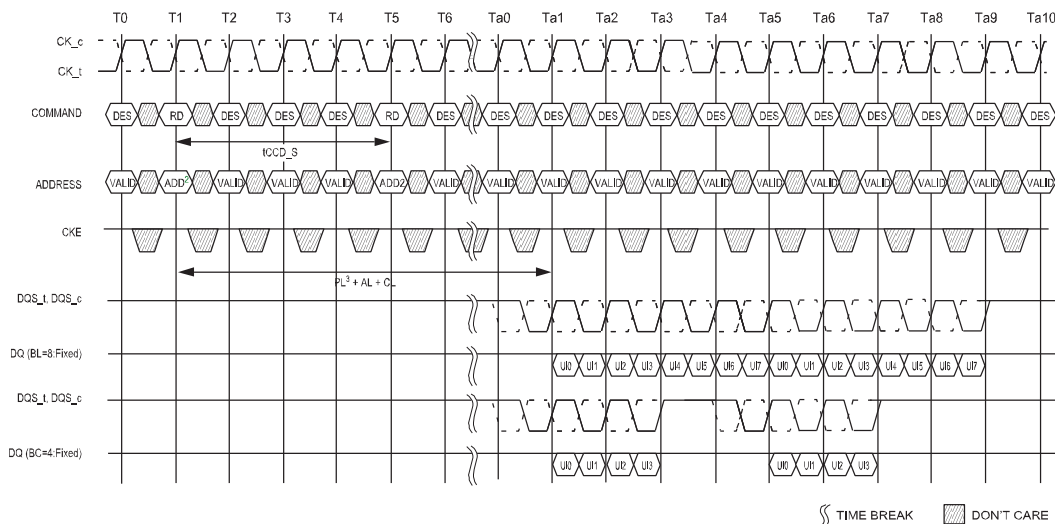 T0 T1 T2 T3 T4 T5 T6 Ta0 Ta1 Ta2 Ta3 Ta4 Ta5 Ta6 Ta7 Ta8 Ta9 Ta10
CK_c
CK_t
COMMAND DES RD DES DES DES RD DES DES DES DES DES DES DES DES DES DES DES DES
tCCD_S
ADDRESS VALID ADD² VALID VALID VALID ADD2 VALID VALID VALID VALID VALID VALID VALID VALID VALID VALID VALID VALID
CKE
PL³ + AL + CL
DQS_t, DQS_c
DQ (BL=8:Fixed) UI0 UI1 UI2 UI3 UI4 UI5 UI6 UI7 UI0 UI1 UI2 UI3 UI4 UI5 UI6 UI7
DQS_t, DQS_c
DQ (BC=4:Fixed) UI0 UI1 UI2 UI3 UI0 UI1 UI2 UI3
TIME BREAK DON'T CARE